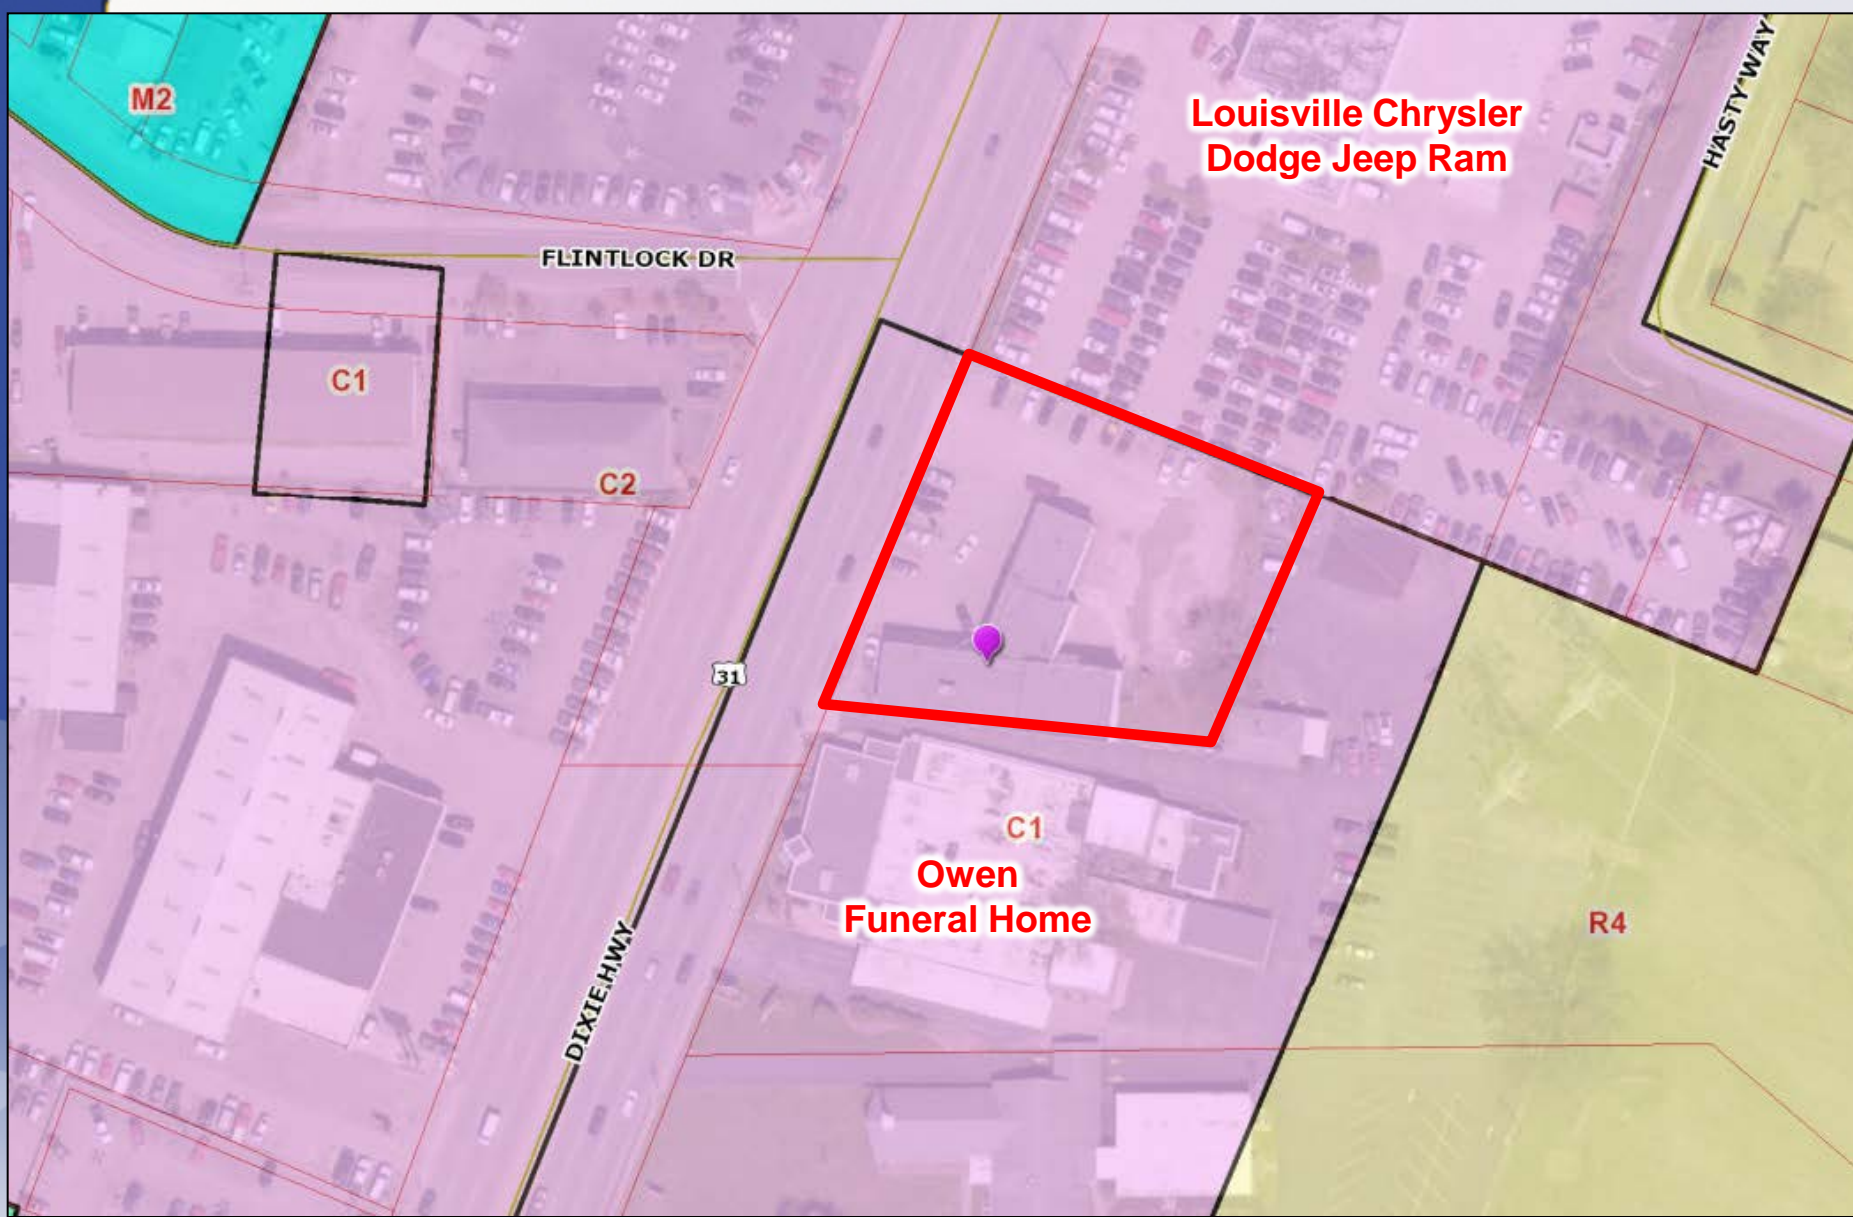 HASTY WAY
M2
Louisville Chrysler
Dodge Jeep Ram
FLINTLOCK DR
C1
C2
31
C1
Owen
Funeral Home
R4
DIXIE HWY